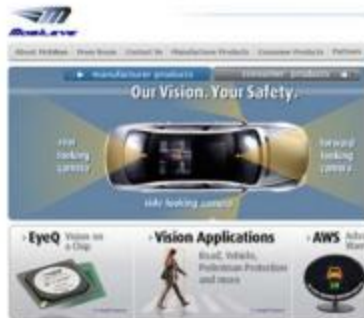 MOBILEYE
About Mobileye Press Room Contact Us Manufacturer Products Consumer Products
manufacturer products consumer products
Our Vision. Your Safety.
rear
looking
camera
forward
looking
camera
side looking camera
EyeQ Vision on
a Chip
Vision Applications
Road, Vehicle,
Pedestrian Protection
and more
AWS